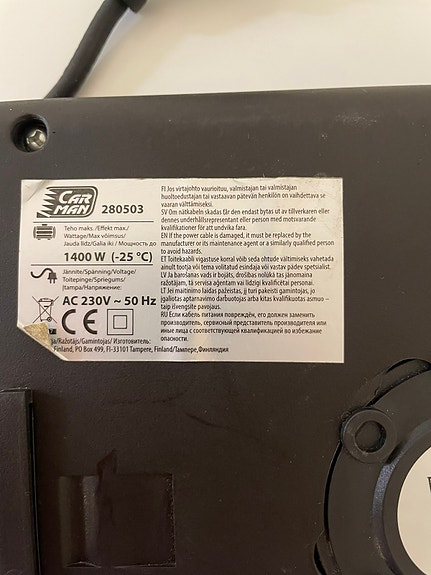 CAR
MAN
280503
Teho maks./Effekt max./
Wattage/Max võimsus/
Jauda līdz/Galia iki / Мощность до
1400 W (-25 °C)
Jännite/Spänning/Voltage/
Toitepinge/Spriegums/
Įtampa/Напряжение:
AC 230V ~ 50 Hz
CE
ja/Ražotājs/Gamintojas/ Изготовитель:
Finland, PO Box 499, FI-33101 Tampere, Finland/Тампере,Финляндия
FI Jos virtajohto vaurioituu, valmistajan tai valmistajan
huoltoedustajan tai vastaavan pätevän henkilön on vaihdettava se
vaaran välttämiseksi.
SV Om nätkabeln skadas får den endast bytas ut av tillverkaren eller
dennes underhållsrepresentant eller person med motsvarande
kvalifikationer för att undvika fara.
EN If the power cable is damaged, it must be replaced by the
manufacturer or its maintenance agent or a similarly qualified person
to avoid hazard.
ET Toitekaabli vigastuse korral võib seda ohtude vältimiseks vahetada
ainult tootja või tema volitatud esindaja või vastav pädev spetsialist.
LV Ja barošanas vads ir bojāts, drošības nolūkā tas jānomaina
ražotājam, tā servisa aģentam vai līdzīgi kvalificētai personai.
LT Jei maitinimo laidas pažeistas, jį turi pakeisti gamintojas, jo
įgaliotas aptarnavimo darbuotojas arba kitas kvalifikuotas asmuo –
taip išvengsite pavojaus.
RU Если кабель питания повреждён, его должен заменить
производитель, сервисный представитель производителя или
иное лицо с соответствующей квалификацией во избежание
опасности.